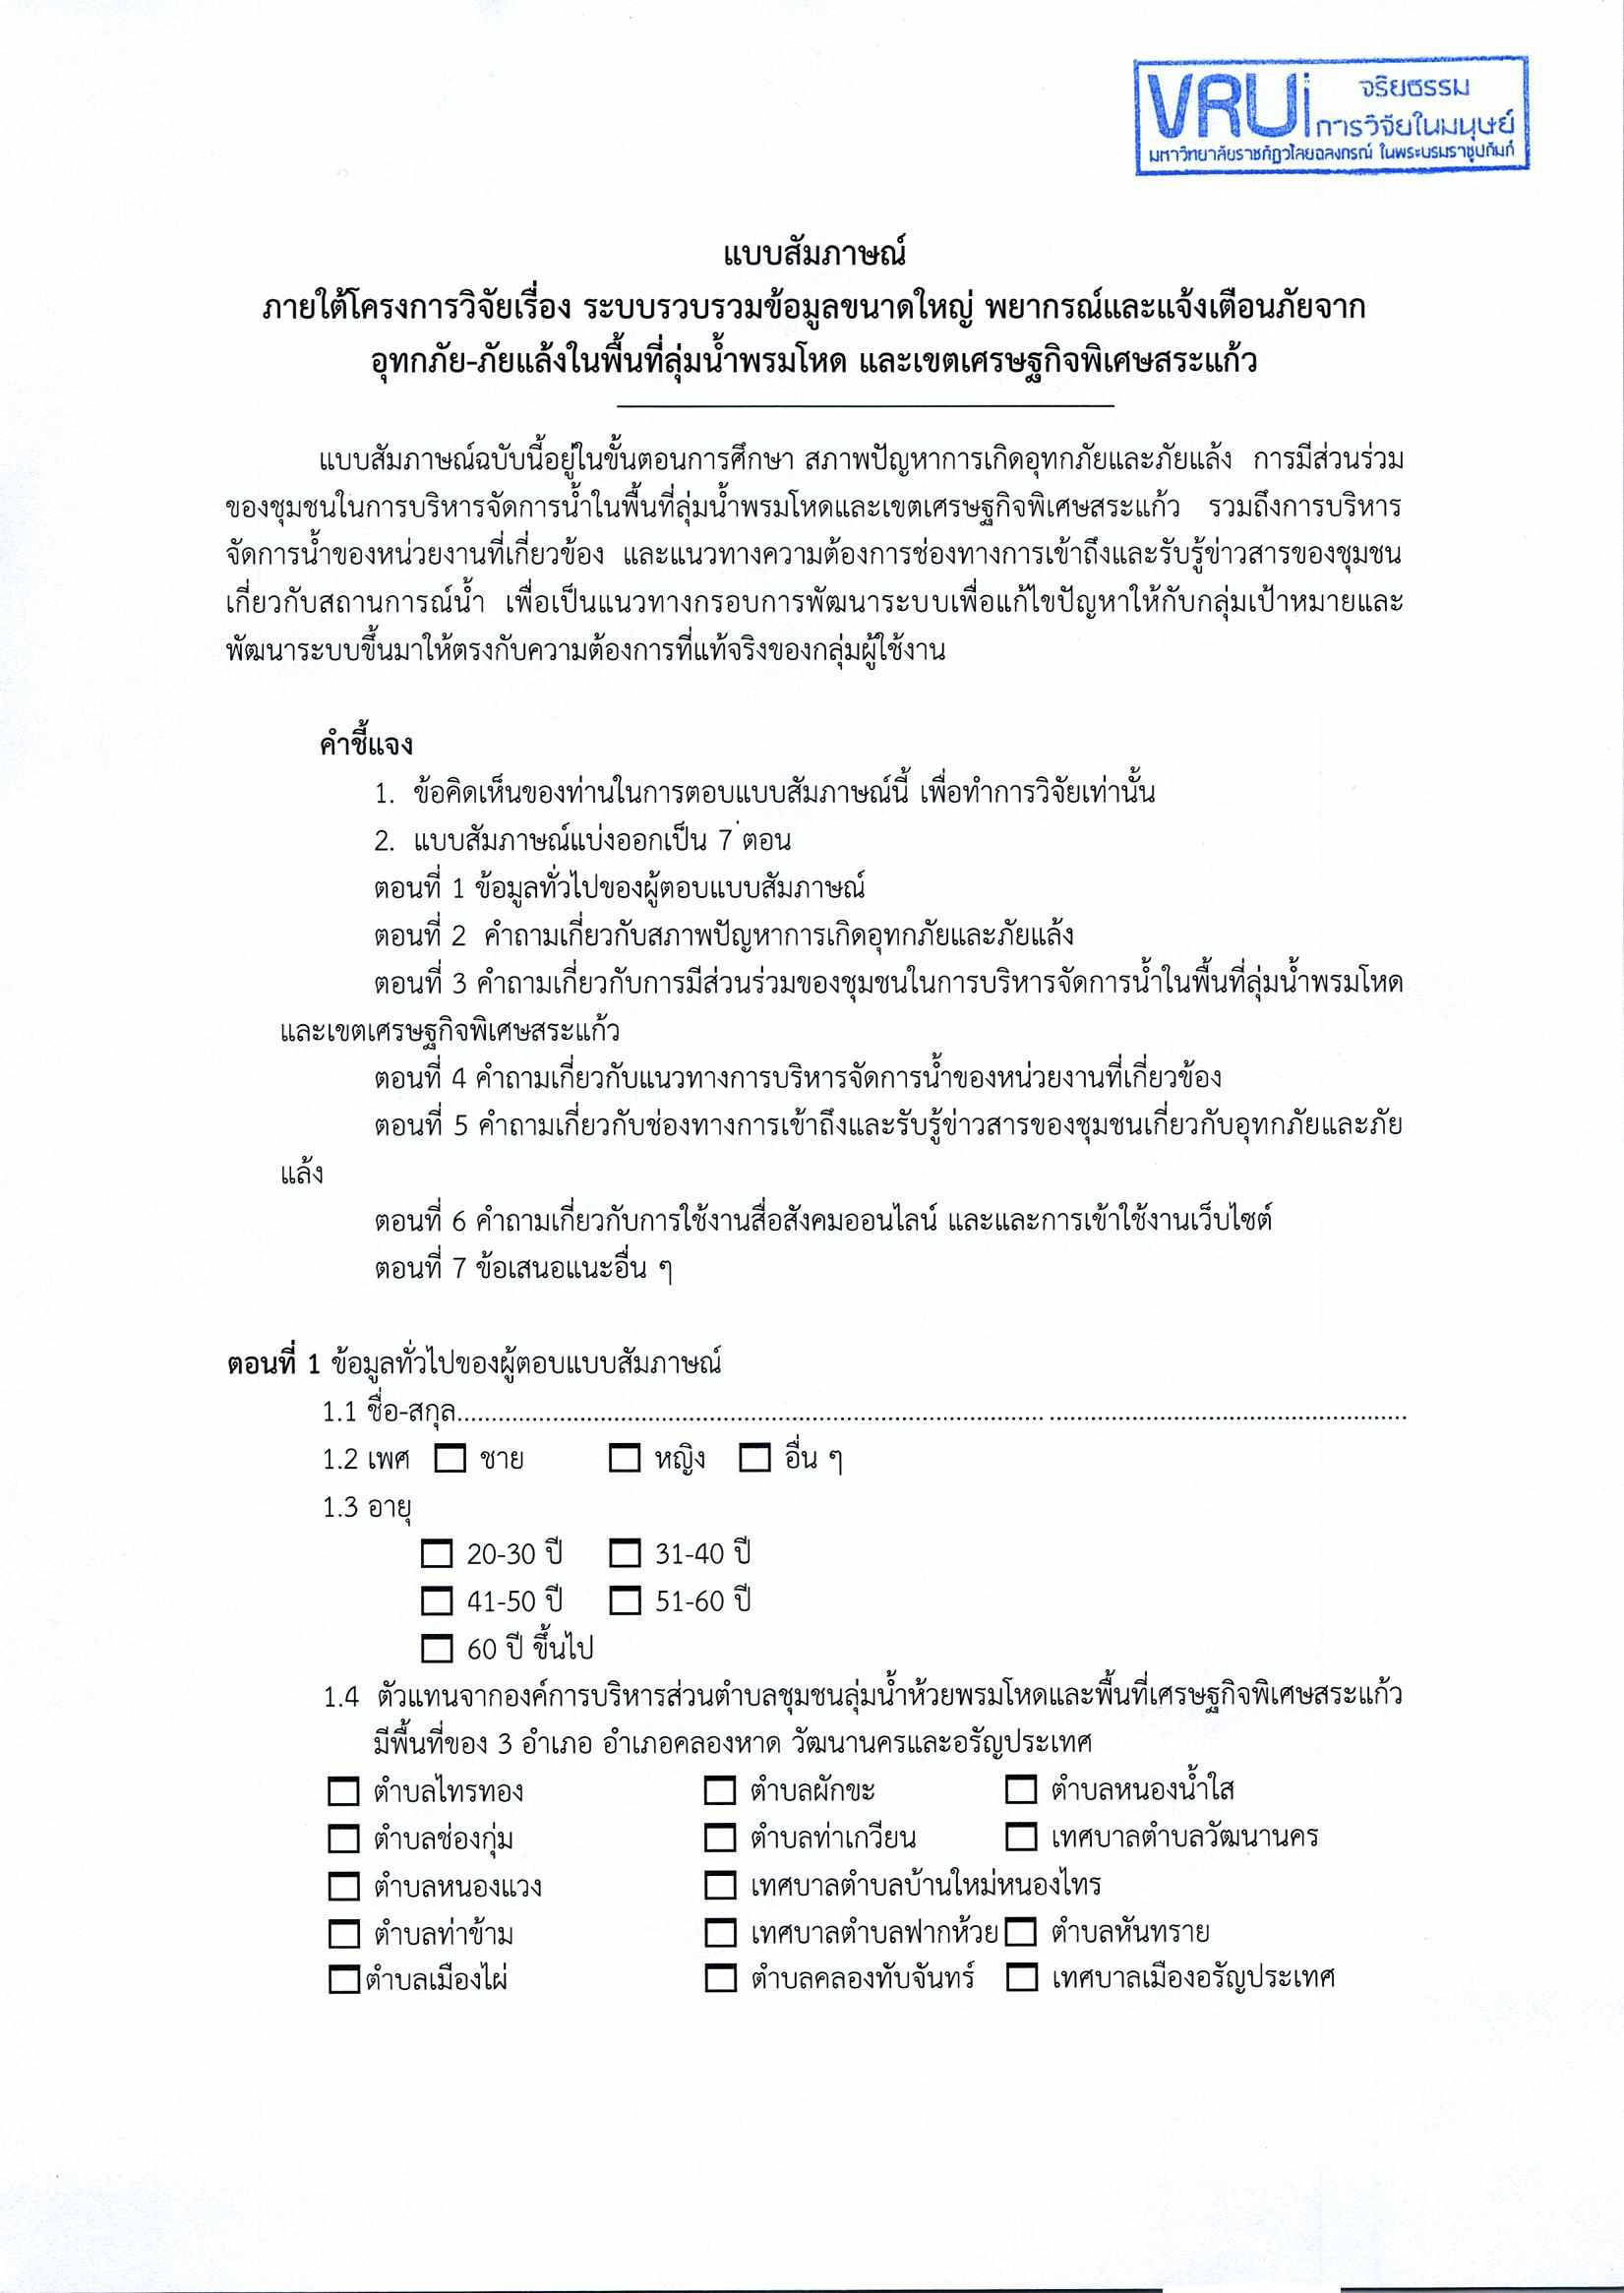 VRUi จริยธรรม
การวิจัยในมนุษย์
มหาวิทยาลัยราชภัฏวไลยอลงกรณ์ ในพระบรมราชูปถัมภ์
แบบสัมภาษณ์
ภายใต้โครงการวิจัยเรื่อง ระบบรวบรวมข้อมูลขนาดใหญ่ พยากรณ์และแจ้งเตือนภัยจาก
อุทกภัย-ภัยแล้งในพื้นที่ลุ่มน้ำพรมโหด และเขตเศรษฐกิจพิเศษสระแก้ว
แบบสัมภาษณ์ฉบับนี้อยู่ในขั้นตอนการศึกษา สภาพปัญหาการเกิดอุทกภัยและภัยแล้ง การมีส่วนร่วม
ของชุมชนในการบริหารจัดการน้ำในพื้นที่ลุ่มน้ำพรมโหดและเขตเศรษฐกิจพิเศษสระแก้ว รวมถึงการบริหาร
จัดการน้ำของหน่วยงานที่เกี่ยวข้อง และแนวทางความต้องการช่องทางการเข้าถึงและรับรู้ข่าวสารของชุมชน
เกี่ยวกับสถานการณ์น้ำ เพื่อเป็นแนวทางกรอบการพัฒนาระบบเพื่อแก้ไขปัญหาให้กับกลุ่มเป้าหมายและ
พัฒนาระบบขึ้นมาให้ตรงกับความต้องการที่แท้จริงของกลุ่มผู้ใช้งาน
คำชี้แจง
1. ข้อคิดเห็นของท่านในการตอบแบบสัมภาษณ์นี้ เพื่อทำการวิจัยเท่านั้น
2. แบบสัมภาษณ์แบ่งออกเป็น 7 ตอน
ตอนที่ 1 ข้อมูลทั่วไปของผู้ตอบแบบสัมภาษณ์
ตอนที่ 2 คำถามเกี่ยวกับสภาพปัญหาการเกิดอุทกภัยและภัยแล้ง
ตอนที่ 3 คำถามเกี่ยวกับการมีส่วนร่วมของชุมชนในการบริหารจัดการน้ำในพื้นที่ลุ่มน้ำพรมโหด
และเขตเศรษฐกิจพิเศษสระแก้ว
ตอนที่ 4 คำถามเกี่ยวกับแนวทางการบริหารจัดการน้ำของหน่วยงานที่เกี่ยวข้อง
ตอนที่ 5 คำถามเกี่ยวกับช่องทางการเข้าถึงและรับรู้ข่าวสารของชุมชนเกี่ยวกับอุทกภัยและภัย
แล้ง
ตอนที่ 6 คำถามเกี่ยวกับการใช้งานสื่อสังคมออนไลน์ และและการเข้าใช้งานเว็บไซต์
ตอนที่ 7 ข้อเสนอแนะอื่น ๆ
ตอนที่ 1 ข้อมูลทั่วไปของผู้ตอบแบบสัมภาษณ์
1.1 ชื่อ-สกุล........................................................................................................
1.2 เพศ ☐ ชาย ☐ หญิง ☐ อื่น ๆ
1.3 อายุ
☐ 20-30 ปี ☐ 31-40 ปี
☐ 41-50 ปี ☐ 51-60 ปี
☐ 60 ปี ขึ้นไป
1.4 ตัวแทนจากองค์การบริหารส่วนตำบลชุมชนลุ่มน้ำห้วยพรมโหดและพื้นที่เศรษฐกิจพิเศษสระแก้ว
มีพื้นที่ของ 3 อำเภอ อำเภอคลองหาด วัฒนานครและอรัญประเทศ
☐ ตำบลไทรทอง ☐ ตำบลผักขะ ☐ ตำบลหนองน้ำใส
☐ ตำบลช่องกุ่ม ☐ ตำบลท่าเกวียน ☐ เทศบาลตำบลวัฒนานคร
☐ ตำบลหนองแวง ☐ เทศบาลตำบลบ้านใหม่หนองไทร
☐ ตำบลท่าข้าม ☐ เทศบาลตำบลฟากห้วย ☐ ตำบลหันทราย
☐ ตำบลเมืองไผ่ ☐ ตำบลคลองทับจันทร์ ☐ เทศบาลเมืองอรัญประเทศ